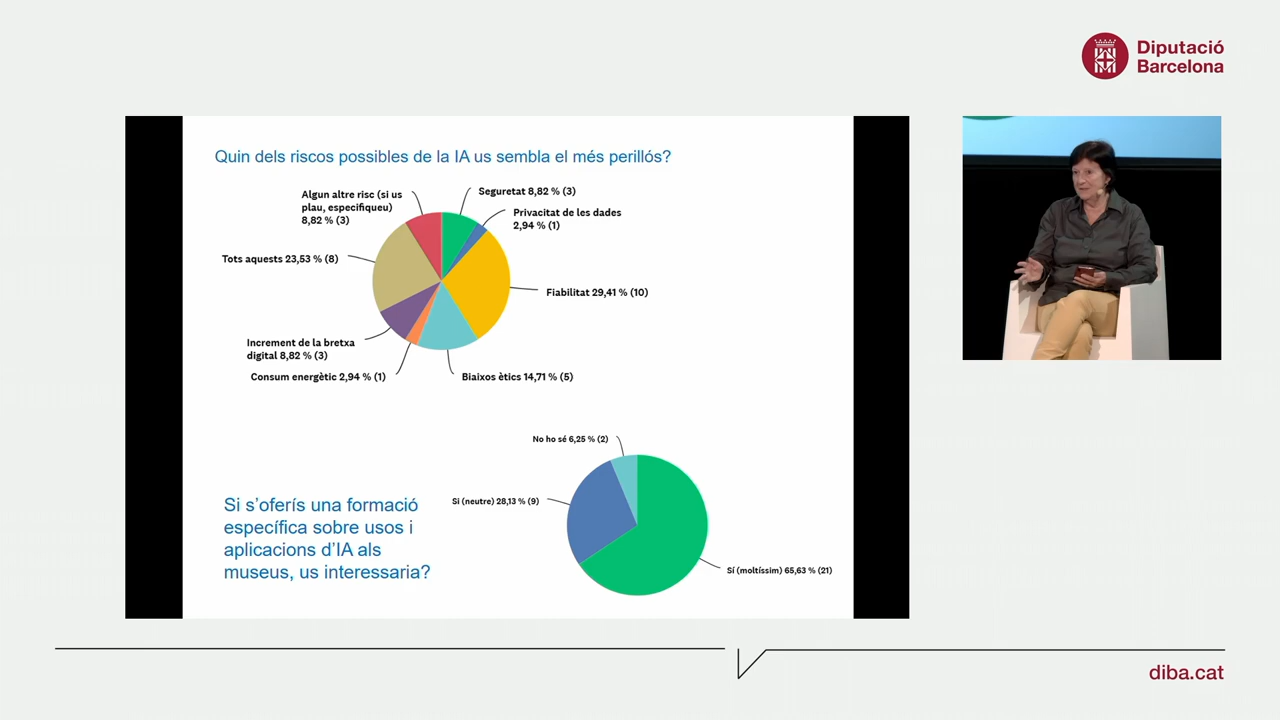 Diputació
Barcelona
Quin dels riscos possibles de la IA us sembla el més perillós?
Algun altre risc (si us
plau, especifiqueu)
8,82 % (3)
Seguretat 8,82 % (3)
Privacitat de les dades
2,94 % (1)
Tots aquests 23,53 % (8)
Fiabilitat 29,41 % (10)
Increment de la bretxa
digital 8,82 % (3)
Consum energètic 2,94 % (1)
Biaixos ètics 14,71 % (5)
Si s’oferís una formació
específica sobre usos i
aplicacions d’IA als
museus, us interessaria?
No ho sé 6,25 % (2)
Si (neutre) 28,13 % (9)
Sí (moltíssim) 65,63 % (21)
diba.cat